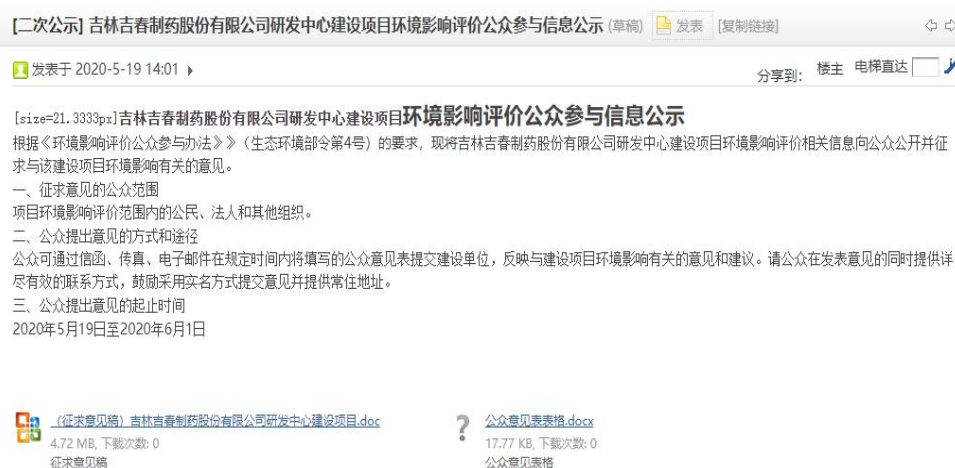 [二次公示] 吉林吉春制药股份有限公司研发中心建设项目环境影响评价公众参与信息公示 (草稿) 发表 [复制链接]
发表于 2020-5-19 14:01
分享到: 楼主 电梯直达
[size=21.3333px]吉林吉春制药股份有限公司研发中心建设项目环境影响评价公众参与信息公示
根据《环境影响评价公众参与办法》》（生态环境部令第4号）的要求，现将吉林吉春制药股份有限公司研发中心建设项目环境影响评价相关信息向公众公开并征
求与该建设项目环境影响有关的意见。
一、征求意见的公众范围
项目环境影响评价范围内的公民、法人和其他组织。
二、公众提出意见的方式和途径
公众可通过信函、传真、电子邮件在规定时间内将填写的公众意见表提交建设单位，反映与建设项目环境影响有关的意见和建议。请公众在发表意见的同时提供详
尽有效的联系方式，鼓励采用实名方式提交意见并提供常住地址。
三、公众提出意见的起止时间
2020年5月19日至2020年6月1日
（征求意见稿）吉林吉春制药股份有限公司研发中心建设项目.doc
4.72 MB, 下载次数: 0
征求意见稿
公众意见表表格.docx
17.77 KB, 下载次数: 0
公众意见表格